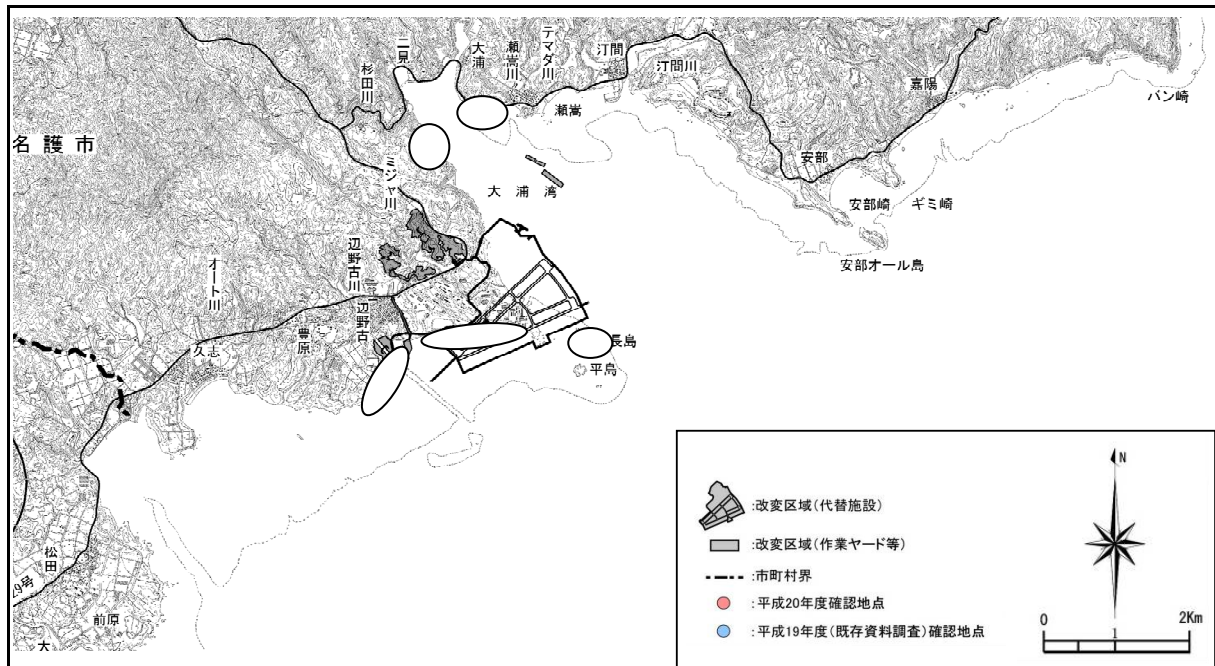 二見
大浦
瀬嵩川
テマダ川
汀間
汀間川
嘉陽
バン崎
杉田川
瀬嵩
名護市
安部
ミジャ川
大浦湾
安部崎
ギミ崎
安部オール島
辺野古川
オート川
辺野古
豊原
久志
長島
平島
松田
29号
前原
大
N
:改変区域(代替施設)
:改変区域(作業ヤード等)
:市町村界
:平成20年度確認地点
:平成19年度(既存資料調査)確認地点
0
1
2Km